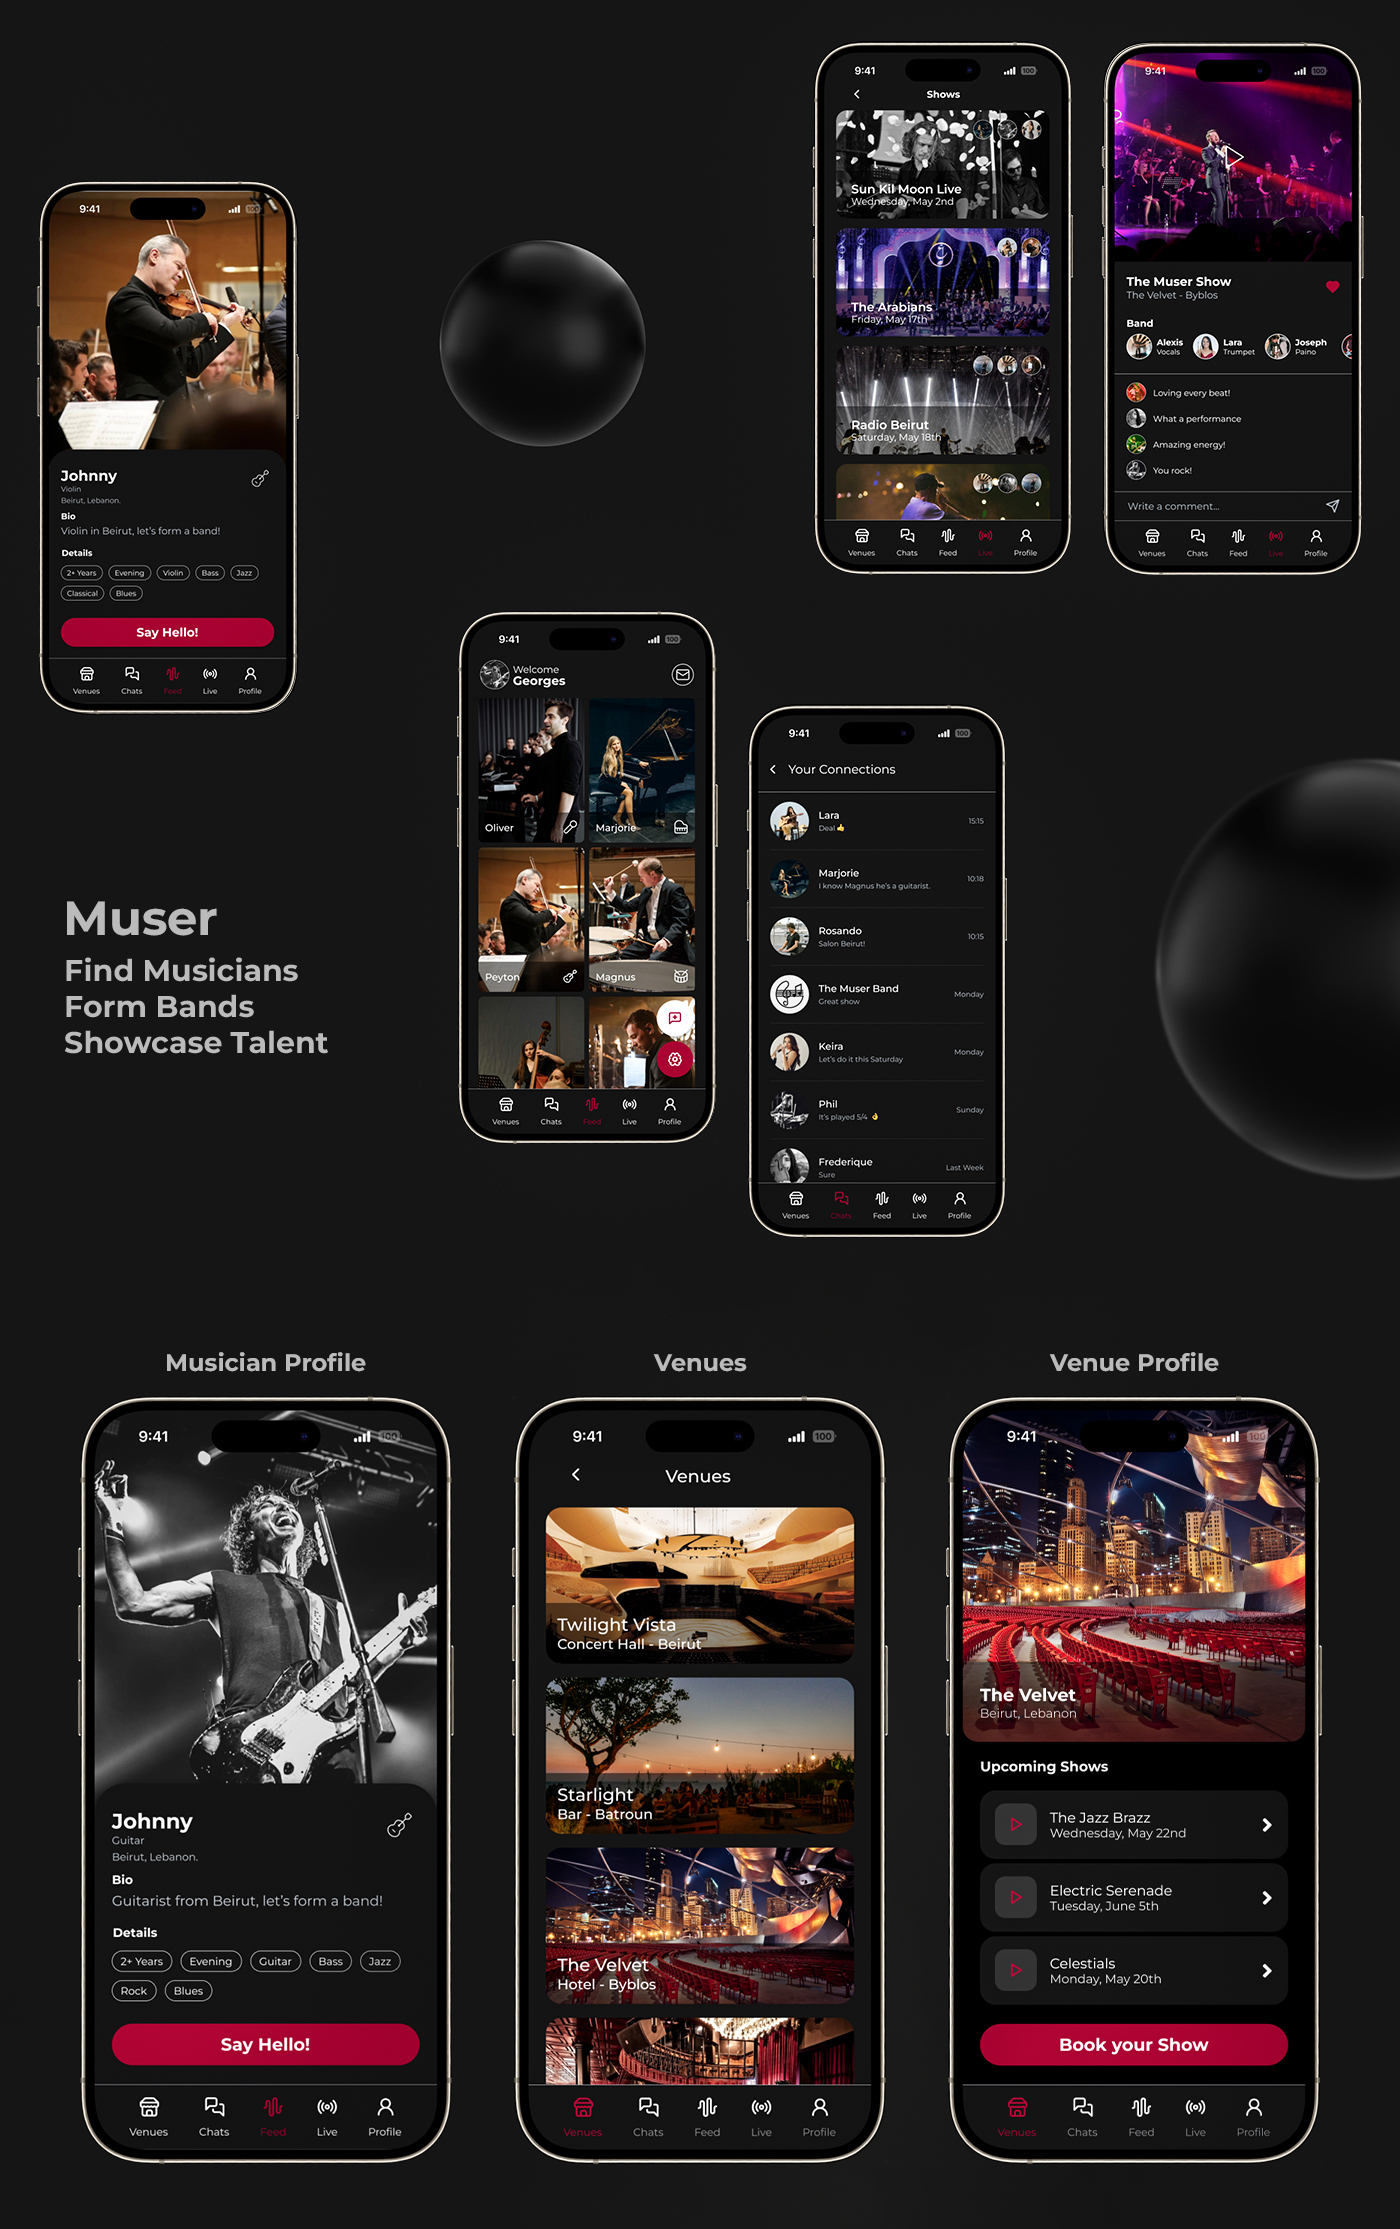 9:41
100
Shows
Sun Kil Moon Live
Wednesday, May 2nd
The Arabians
Friday, May 17th
Radio Beirut
Saturday, May 18th
Venues
Chats
Feed
Live
Profile
9:41
100
The Muser Show
The Velvet - Byblos
Band
Alexis
Vocals
Lara
Trumpet
Joseph
Paino
Loving every beat!
What a performance
Amazing energy!
You rock!
Write a comment...
Venues
Chats
Feed
Live
Profile
9:41
100
Johnny
Violin
Beirut, Lebanon.
Bio
Violin in Beirut, let's form a band!
Details
2+ Years
Evening
Violin
Bass
Jazz
Classical
Blues
Say Hello!
Venues
Chats
Feed
Live
Profile
9:41
100
Welcome
Georges
Oliver
Marjorie
Peyton
Magnus
Venues
Chats
Feed
Live
Profile
9:41
100
Your Connections
Lara
Deal 👍
15:15
Marjorie
I know Magnus he's a guitarist.
10:18
Rosando
Salon Beirut!
10:15
The Muser Band
Great show
Monday
Keira
Let's do it this Saturday
Monday
Phil
It's played 5/4 👌
Sunday
Frederique
Sure
Last Week
Venues
Chats
Feed
Live
Profile
Muser
Find Musicians
Form Bands
Showcase Talent
Musician Profile
9:41
100
Johnny
Guitar
Beirut, Lebanon.
Bio
Guitarist from Beirut, let's form a band!
Details
2+ Years
Evening
Guitar
Bass
Jazz
Rock
Blues
Say Hello!
Venues
Chats
Feed
Live
Profile
Venues
9:41
100
Venues
Twilight Vista
Concert Hall - Beirut
Starlight
Bar - Batroun
The Velvet
Hotel - Byblos
Venues
Chats
Feed
Live
Profile
Venue Profile
9:41
100
The Velvet
Beirut, Lebanon
Upcoming Shows
The Jazz Brazz
Wednesday, May 22nd
Electric Serenade
Tuesday, June 5th
Celestials
Monday, May 20th
Book your Show
Venues
Chats
Feed
Live
Profile